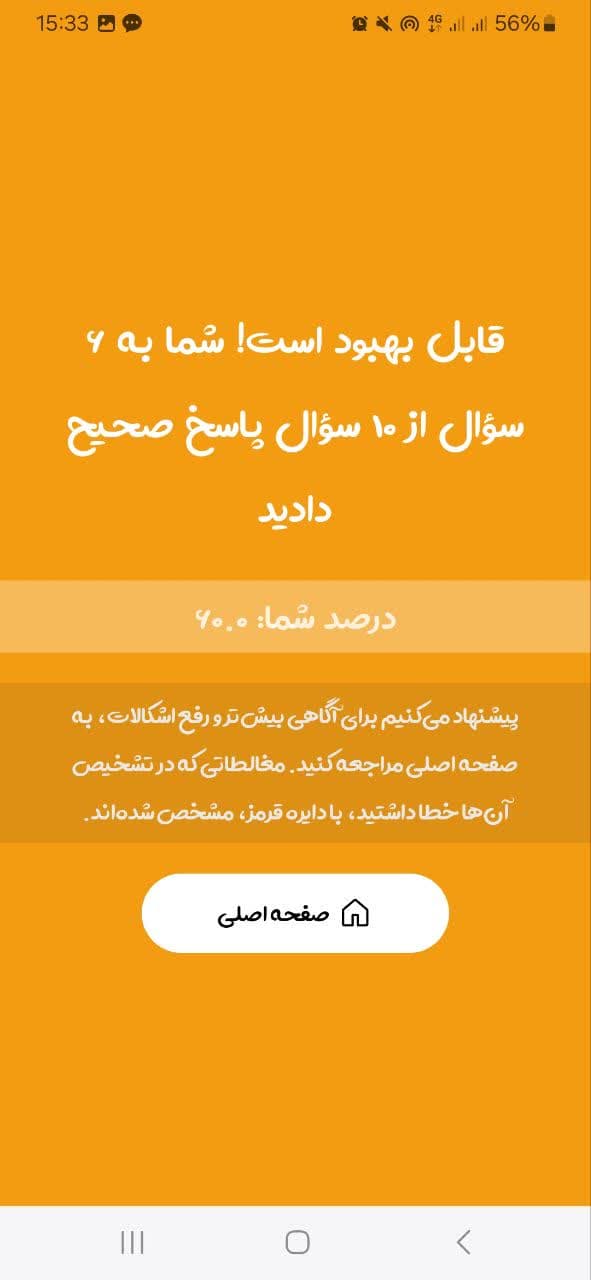 15:33
4G
56%
قابل بهبود است! شما به ۶
سؤال از ۱۰ سؤال پاسخ صحیح
دادید
درصد شما: ۶۰.۰
پیشنهاد می‌کنیم برای آگاهی بیش‌تر و رفع اشکالات، به
صفحه اصلی مراجعه کنید. مغالطاتی که در تشخیص
آن‌ها خطا داشتید، با دایره قرمز، مشخص شده‌اند.
صفحه اصلی